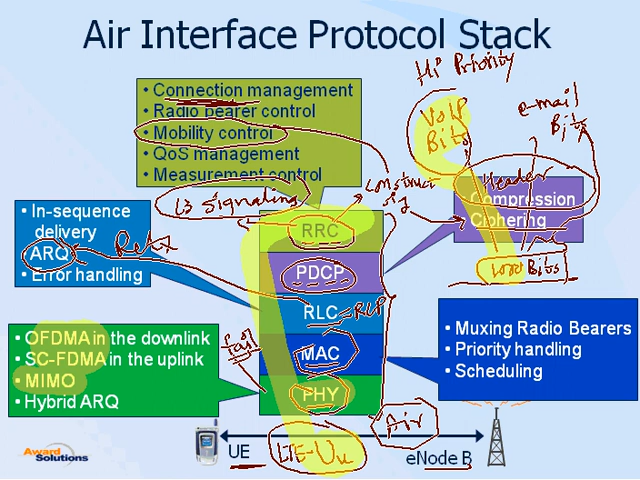 Air Interface Protocol Stack
Hi Priority
• Connection management
• Radio bearer control
• Mobility control
• QoS management
• Measurement control
VoIP
Bits
e-mail
Bits
L3 signaling
Header
Compression
Ciphering
• In-sequence
delivery
• ARQ
• Error handling
Retx
RRC
PDCP
RLC
RLP
MAC
PHY
• OFDMA in the downlink
• SC-FDMA in the uplink
• MIMO
• Hybrid ARQ
fast
• Muxing Radio Bearers
• Priority handling
• Scheduling
Air
UE
LTE-Uu
eNode B
Award
Solutions